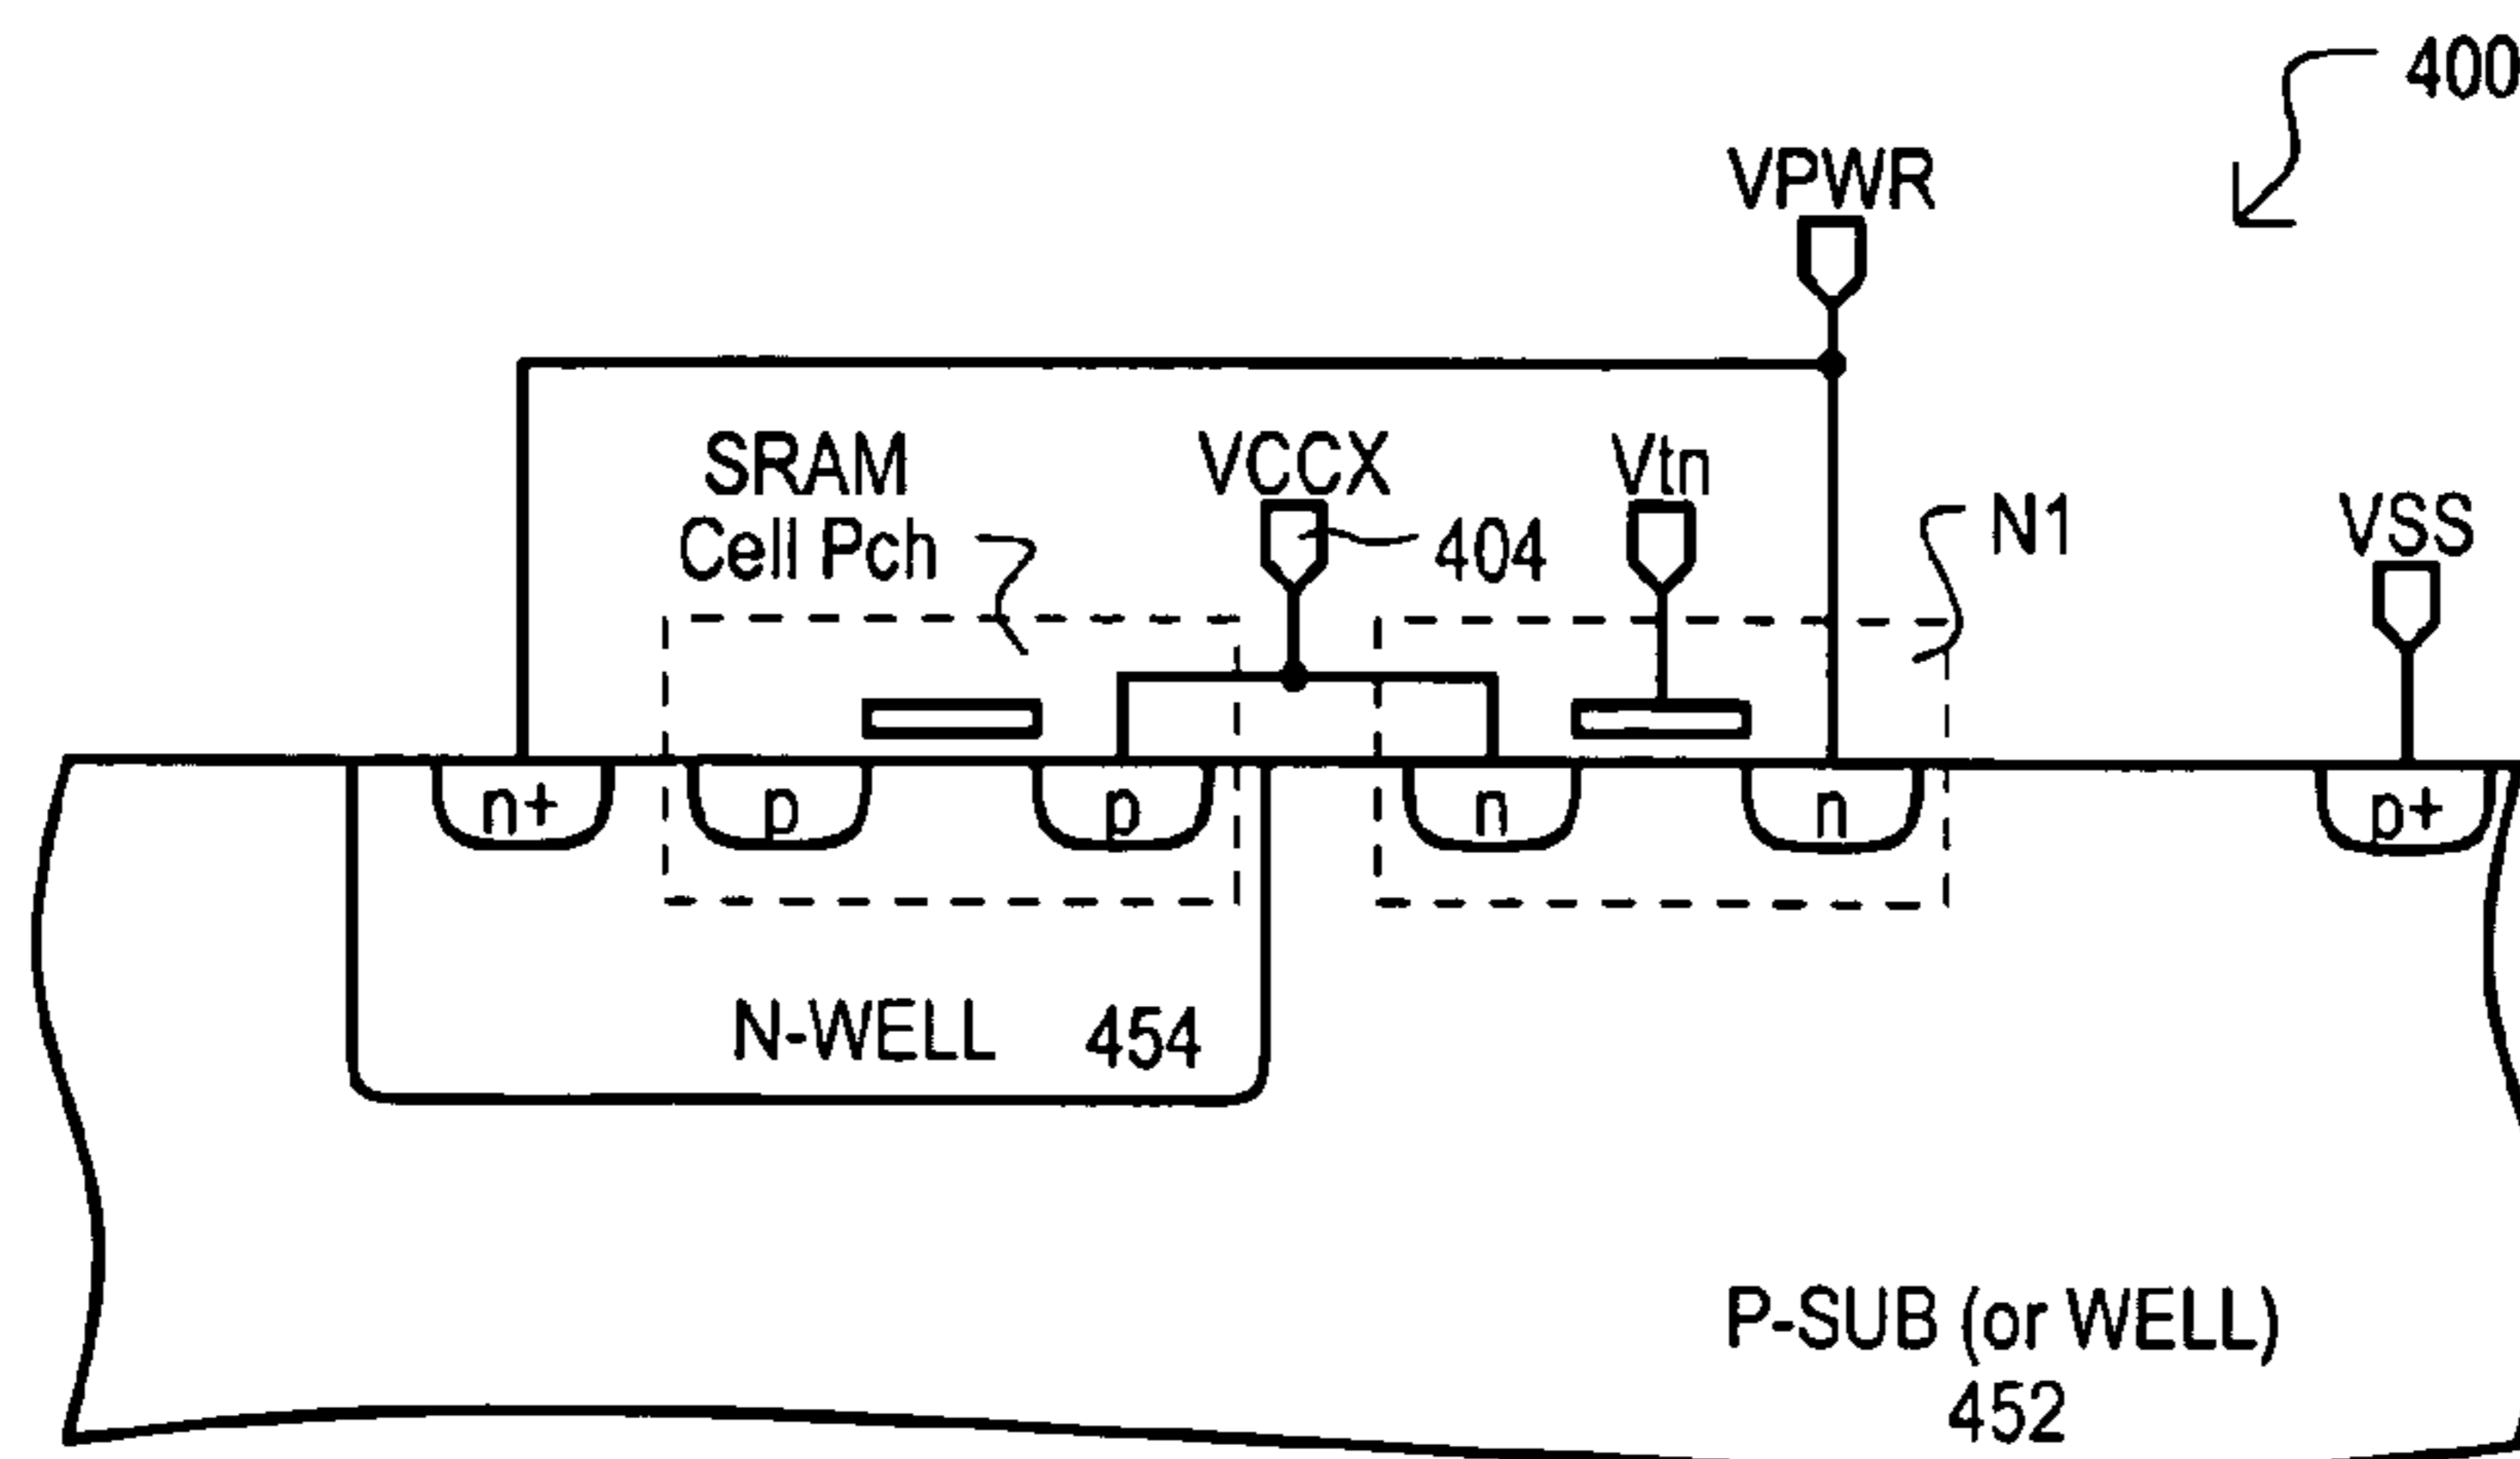 400
VPWR
SRAM
Cell Pch
VCCX
404
Vtn
N1
VSS
n+
p
p
n
n
p+
N-WELL 454
P-SUB (or WELL)
452